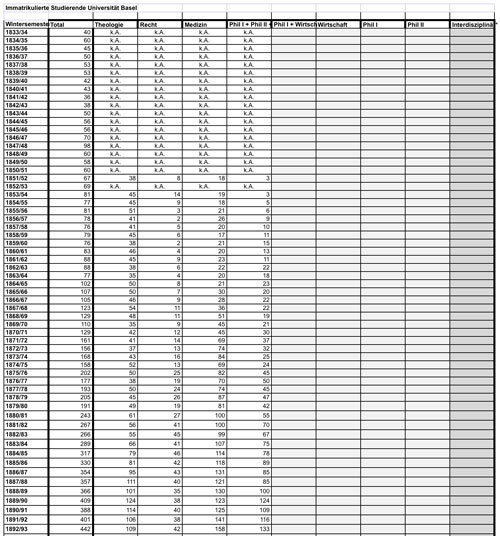 Immatrikulierte Studierende Universität Basel
Wintersemeste Total Theologie Recht Medizin Phil I + Phil II + Phil I + Wirtsch Wirtschaft Phil I Phil II Interdisziplinä
1833/34 40 k.A. k.A. k.A. k.A.
1834/35 60 k.A. k.A. k.A. k.A.
1835/36 45 k.A. k.A. k.A. k.A.
1836/37 50 k.A. k.A. k.A. k.A.
1837/38 53 k.A. k.A. k.A. k.A.
1838/39 53 k.A. k.A. k.A. k.A.
1839/40 42 k.A. k.A. k.A. k.A.
1840/41 43 k.A. k.A. k.A. k.A.
1841/42 36 k.A. k.A. k.A. k.A.
1842/43 38 k.A. k.A. k.A. k.A.
1843/44 50 k.A. k.A. k.A. k.A.
1844/45 56 k.A. k.A. k.A. k.A.
1845/46 56 k.A. k.A. k.A. k.A.
1846/47 70 k.A. k.A. k.A. k.A.
1847/48 98 k.A. k.A. k.A. k.A.
1848/49 60 k.A. k.A. k.A. k.A.
1849/50 58 k.A. k.A. k.A. k.A.
1850/51 60 k.A. k.A. k.A. k.A.
1851/52 67 38 8 18 3
1852/53 69 k.A. k.A. k.A. k.A.
1853/54 81 45 14 19 3
1854/55 77 45 9 18 5
1855/56 81 51 3 21 6
1856/57 78 41 2 26 9
1857/58 76 41 5 20 10
1858/59 79 45 6 17 11
1859/60 76 38 2 21 15
1860/61 83 46 4 20 13
1861/62 88 45 9 23 11
1862/63 88 38 6 22 22
1863/64 77 35 4 20 18
1864/65 102 50 8 21 23
1865/66 107 50 7 30 20
1866/67 105 46 9 28 22
1867/68 123 54 11 36 22
1868/69 129 48 11 51 19
1869/70 110 35 9 45 21
1870/71 129 42 12 45 30
1871/72 161 41 14 69 37
1872/73 156 37 13 74 32
1873/74 168 43 16 84 25
1874/75 158 52 13 69 24
1875/76 202 50 25 82 45
1876/77 177 38 19 70 50
1877/78 193 50 24 74 45
1878/79 205 45 26 87 47
1879/80 191 49 19 81 42
1880/81 243 61 27 100 55
1881/82 267 56 41 100 70
1882/83 266 55 45 99 67
1883/84 289 66 41 107 75
1884/85 317 79 46 114 78
1885/86 330 81 42 118 89
1886/87 354 95 43 131 85
1887/88 357 111 40 121 85
1888/89 366 101 35 130 100
1889/90 409 124 38 123 124
1890/91 388 114 40 125 109
1891/92 401 106 38 141 116
1892/93 442 109 42 158 133